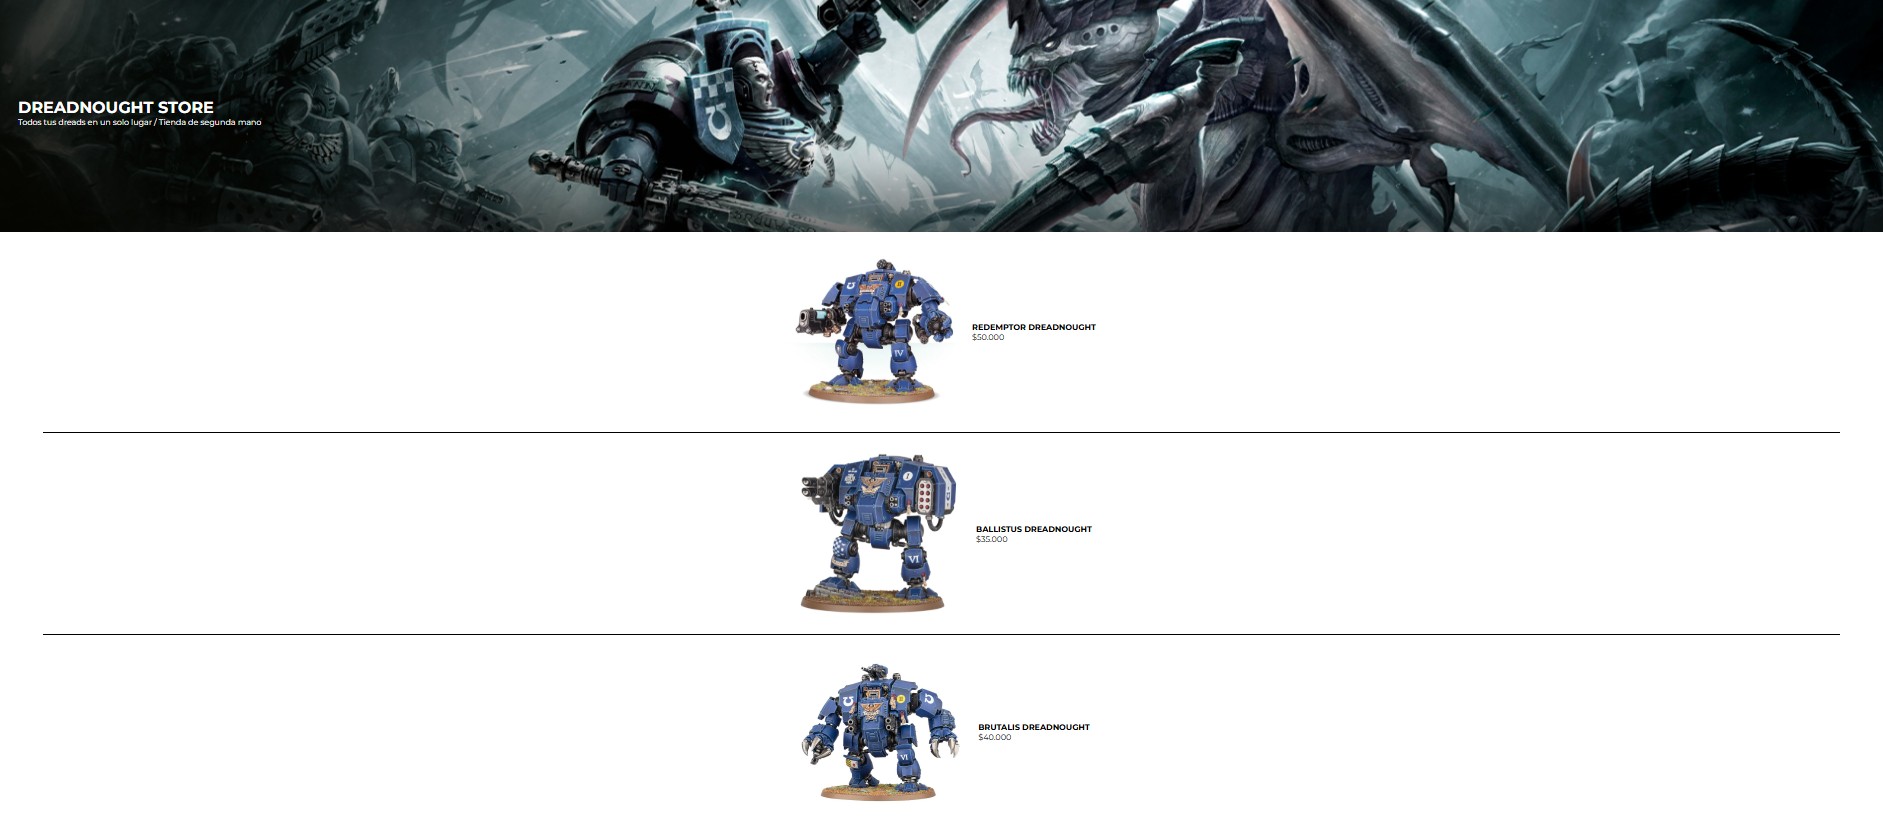 DREADNOUGHT STORE
Todos tus dreads en un solo lugar / Tienda de segunda mano
REDEMPTOR DREADNOUGHT
$50.000
BALLISTUS DREADNOUGHT
$35.000
BRUTALIS DREADNOUGHT
$40.000